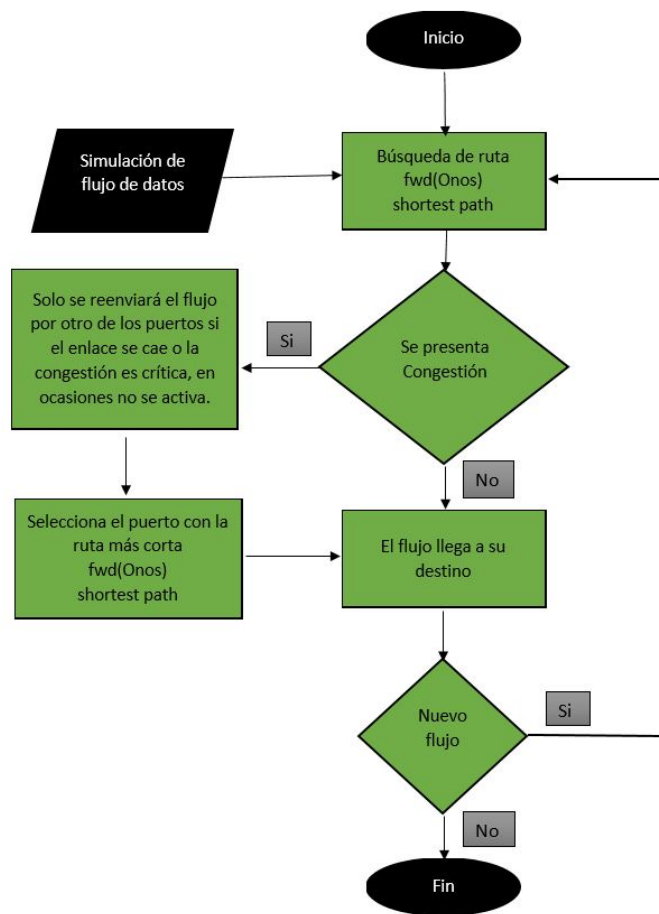 Inicio
Simulación de
flujo de datos
Búsqueda de ruta
fwd(Onos)
shortest path
Se presenta
Congestión
Si
Solo se reenviará el flujo
por otro de los puertos si
el enlace se cae o la
congestión es crítica, en
ocasiones no se activa.
No
Selecciona el puerto con la
ruta más corta
fwd(Onos)
shortest path
El flujo llega a su
destino
Nuevo
flujo
Si
No
Fin